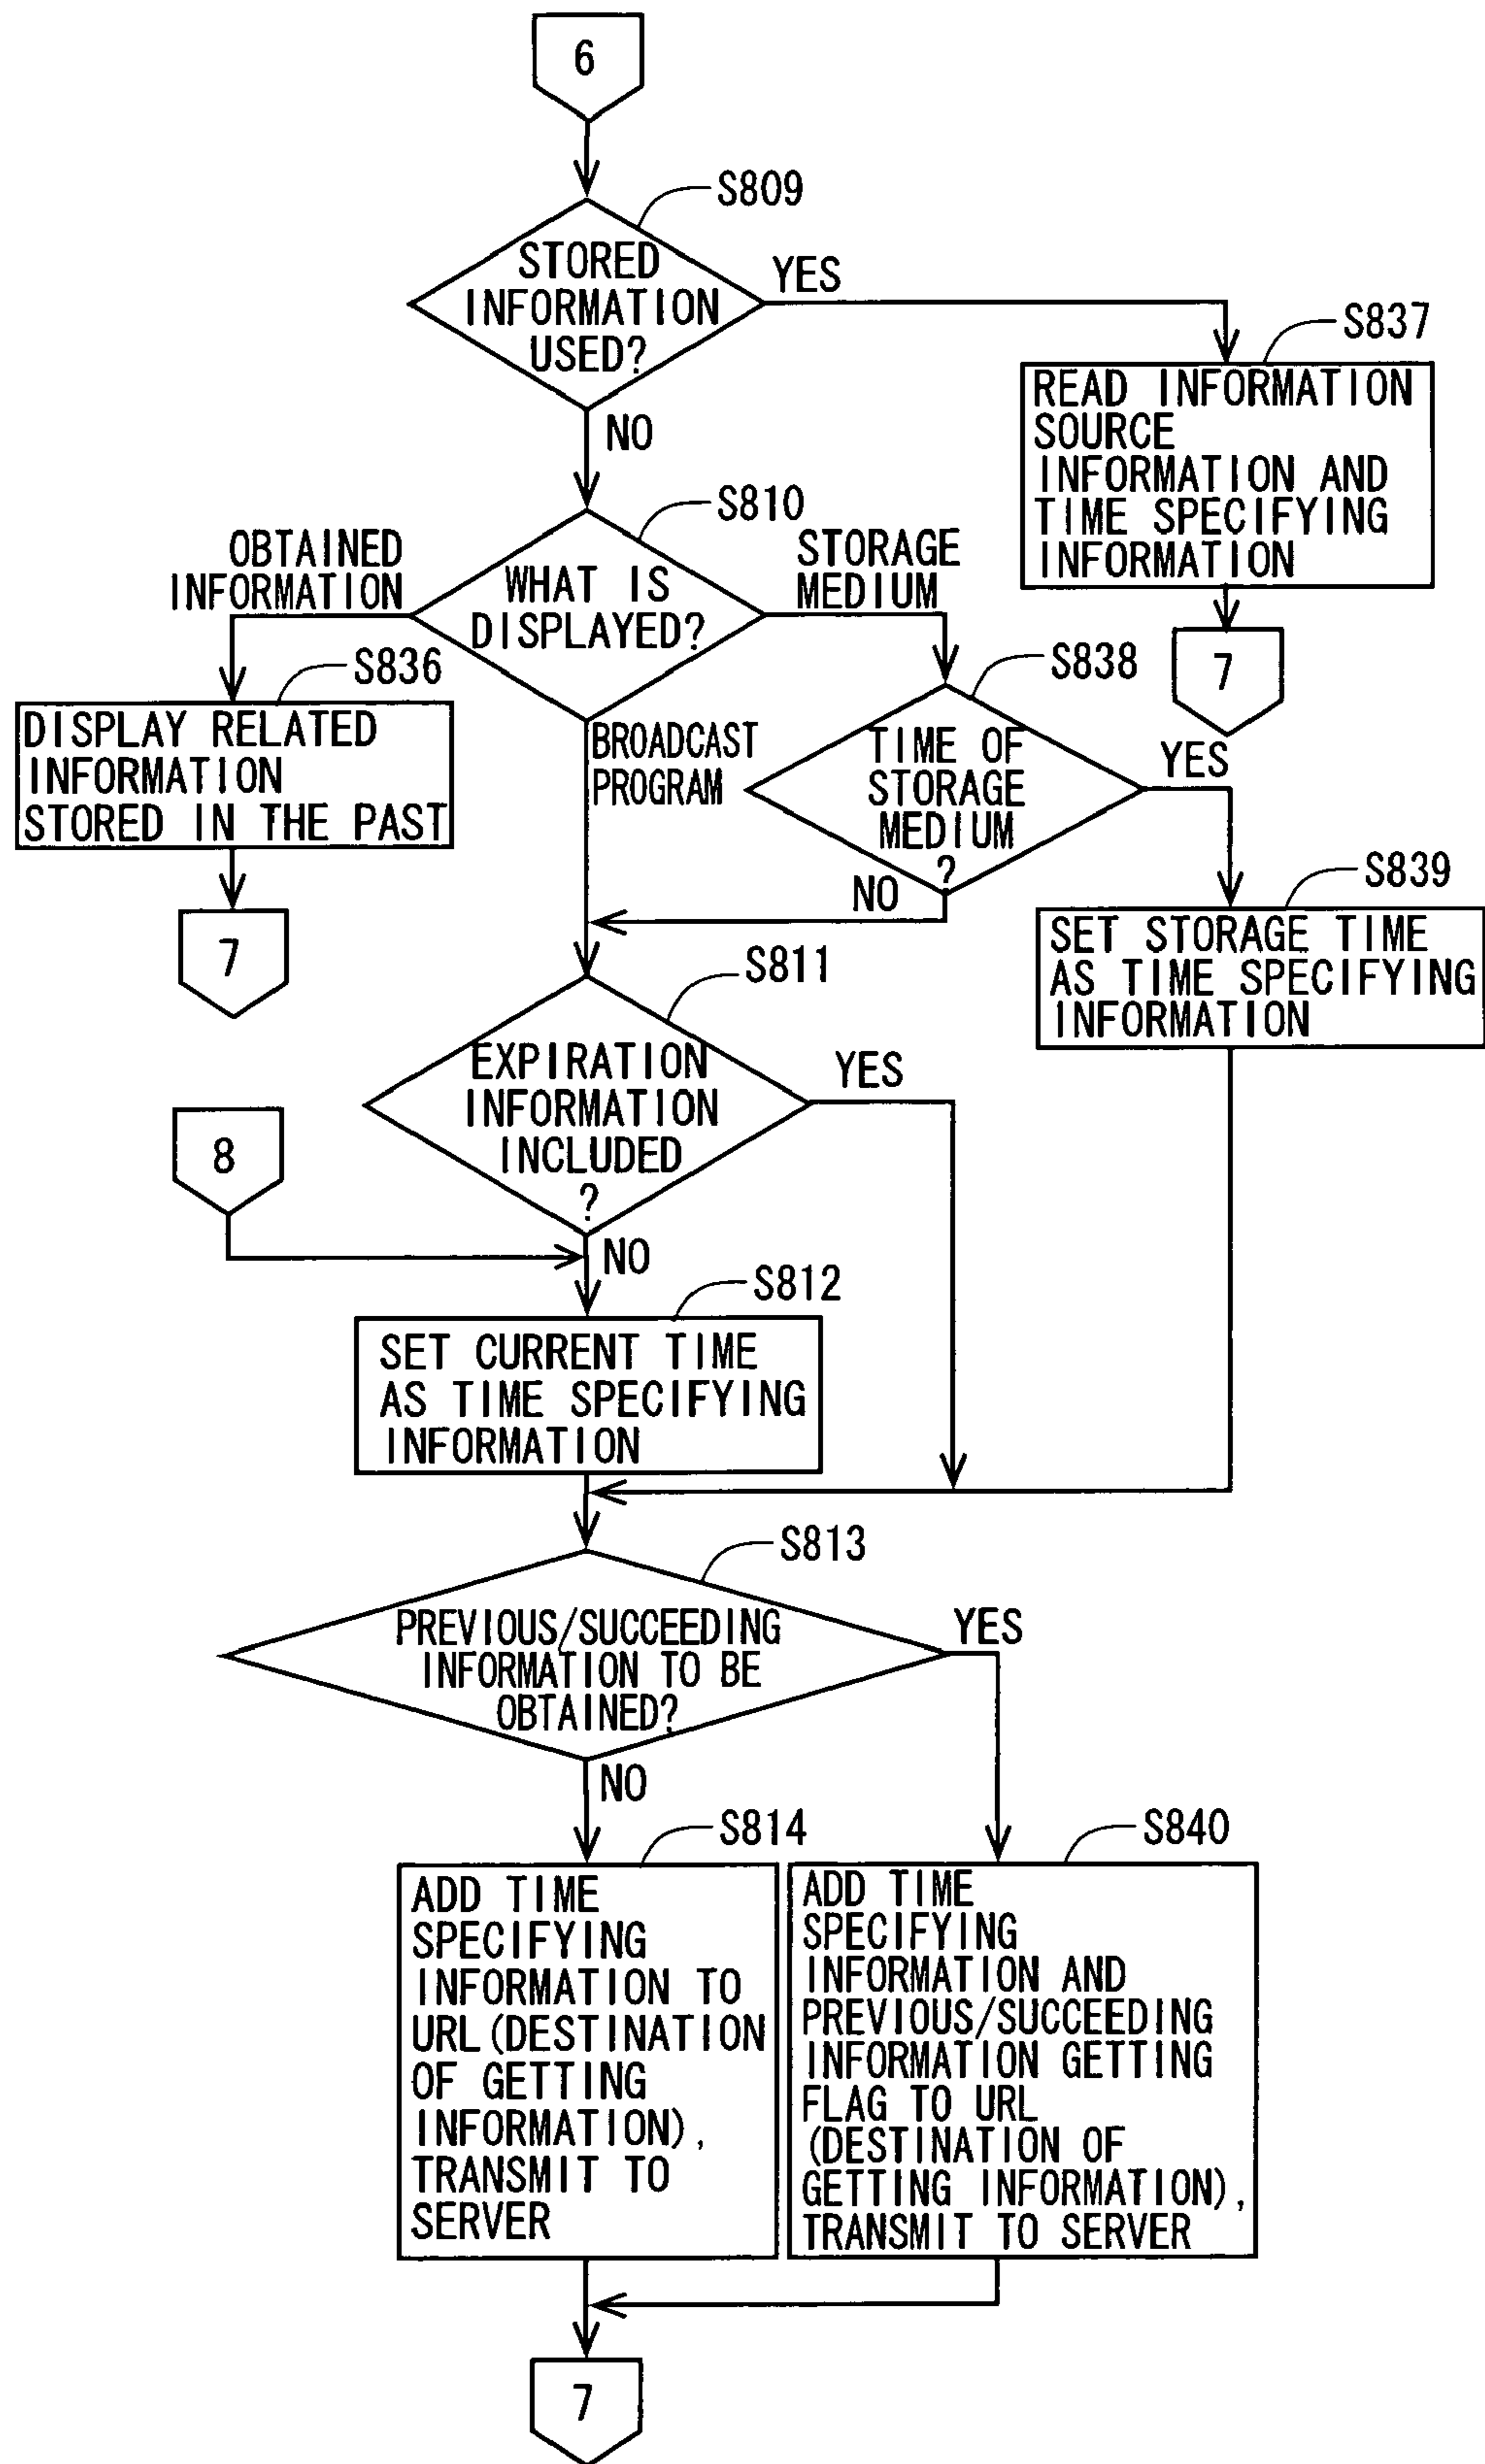 6
S809
STORED
INFORMATION
USED?
YES
NO
S837
READ INFORMATION
SOURCE
INFORMATION AND
TIME SPECIFYING
INFORMATION
7
S810
WHAT IS
DISPLAYED?
OBTAINED
INFORMATION
STORAGE
MEDIUM
BROADCAST
PROGRAM
S836
DISPLAY RELATED
INFORMATION
STORED IN THE PAST
7
S838
TIME OF
STORAGE
MEDIUM
?
YES
NO
S839
SET STORAGE TIME
AS TIME SPECIFYING
INFORMATION
S811
EXPIRATION
INFORMATION
INCLUDED
?
YES
NO
8
S812
SET CURRENT TIME
AS TIME SPECIFYING
INFORMATION
S813
PREVIOUS/SUCCEEDING
INFORMATION TO BE
OBTAINED?
YES
NO
S814
ADD TIME
SPECIFYING
INFORMATION TO
URL(DESTINATION
OF GETTING
INFORMATION),
TRANSMIT TO
SERVER
S840
ADD TIME
SPECIFYING
INFORMATION AND
PREVIOUS/SUCCEEDING
INFORMATION GETTING
FLAG TO URL
(DESTINATION OF
GETTING INFORMATION),
TRANSMIT TO SERVER
7